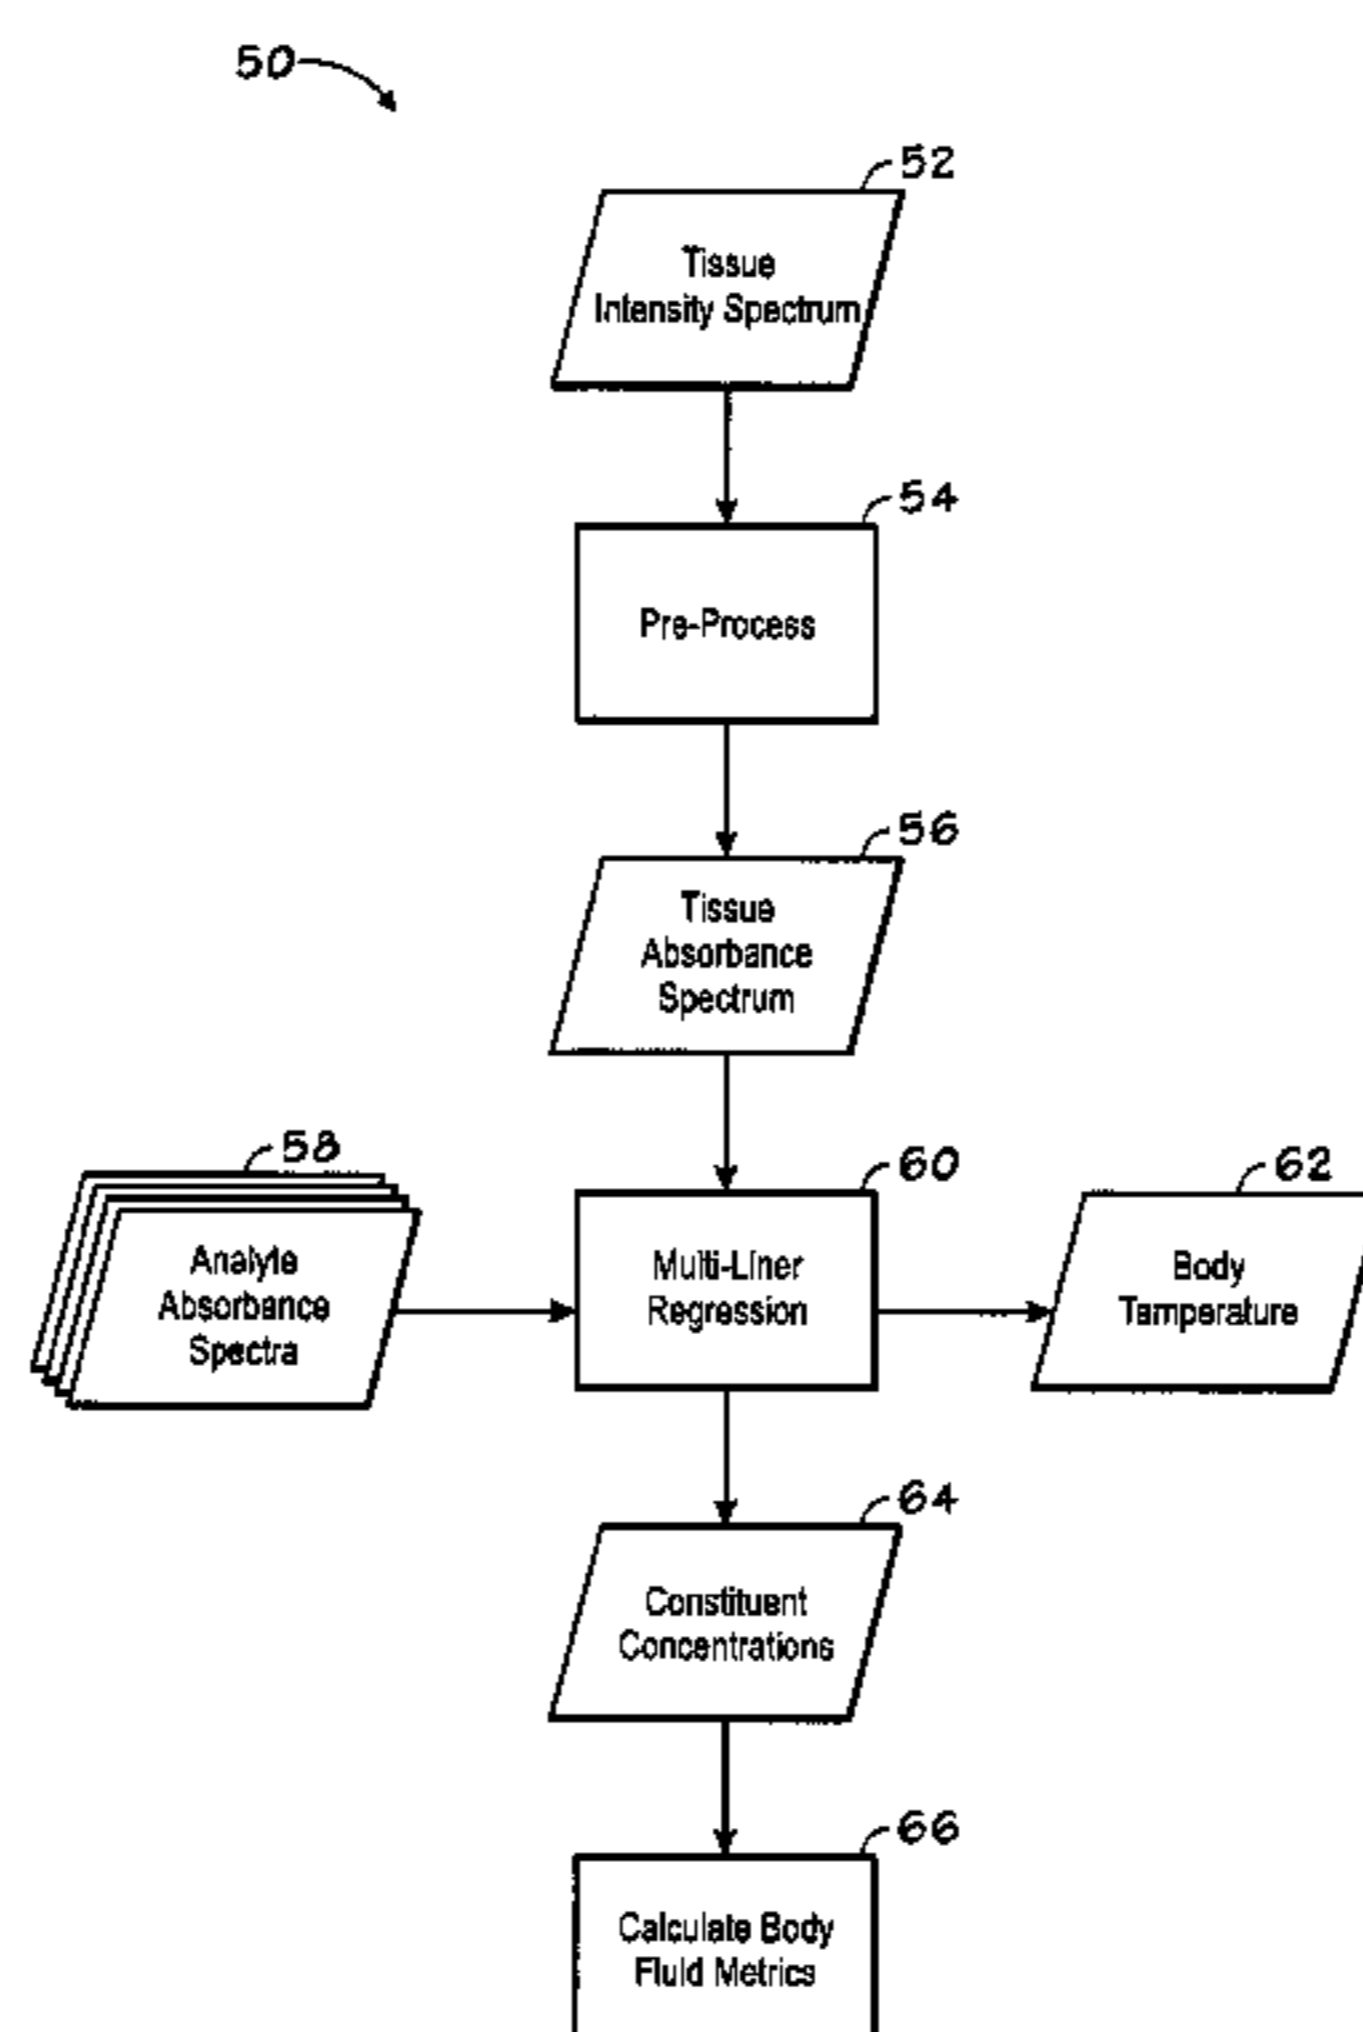 50
52
Tissue
Intensity Spectrum
54
Pre-Process
56
Tissue
Absorbance
Spectrum
58
Analyte
Absorbance
Spectra
60
Multi-Liner
Regression
62
Body
Tamperature
64
Constituent
Concentrations
66
Calculate Body
Fluid Metrics